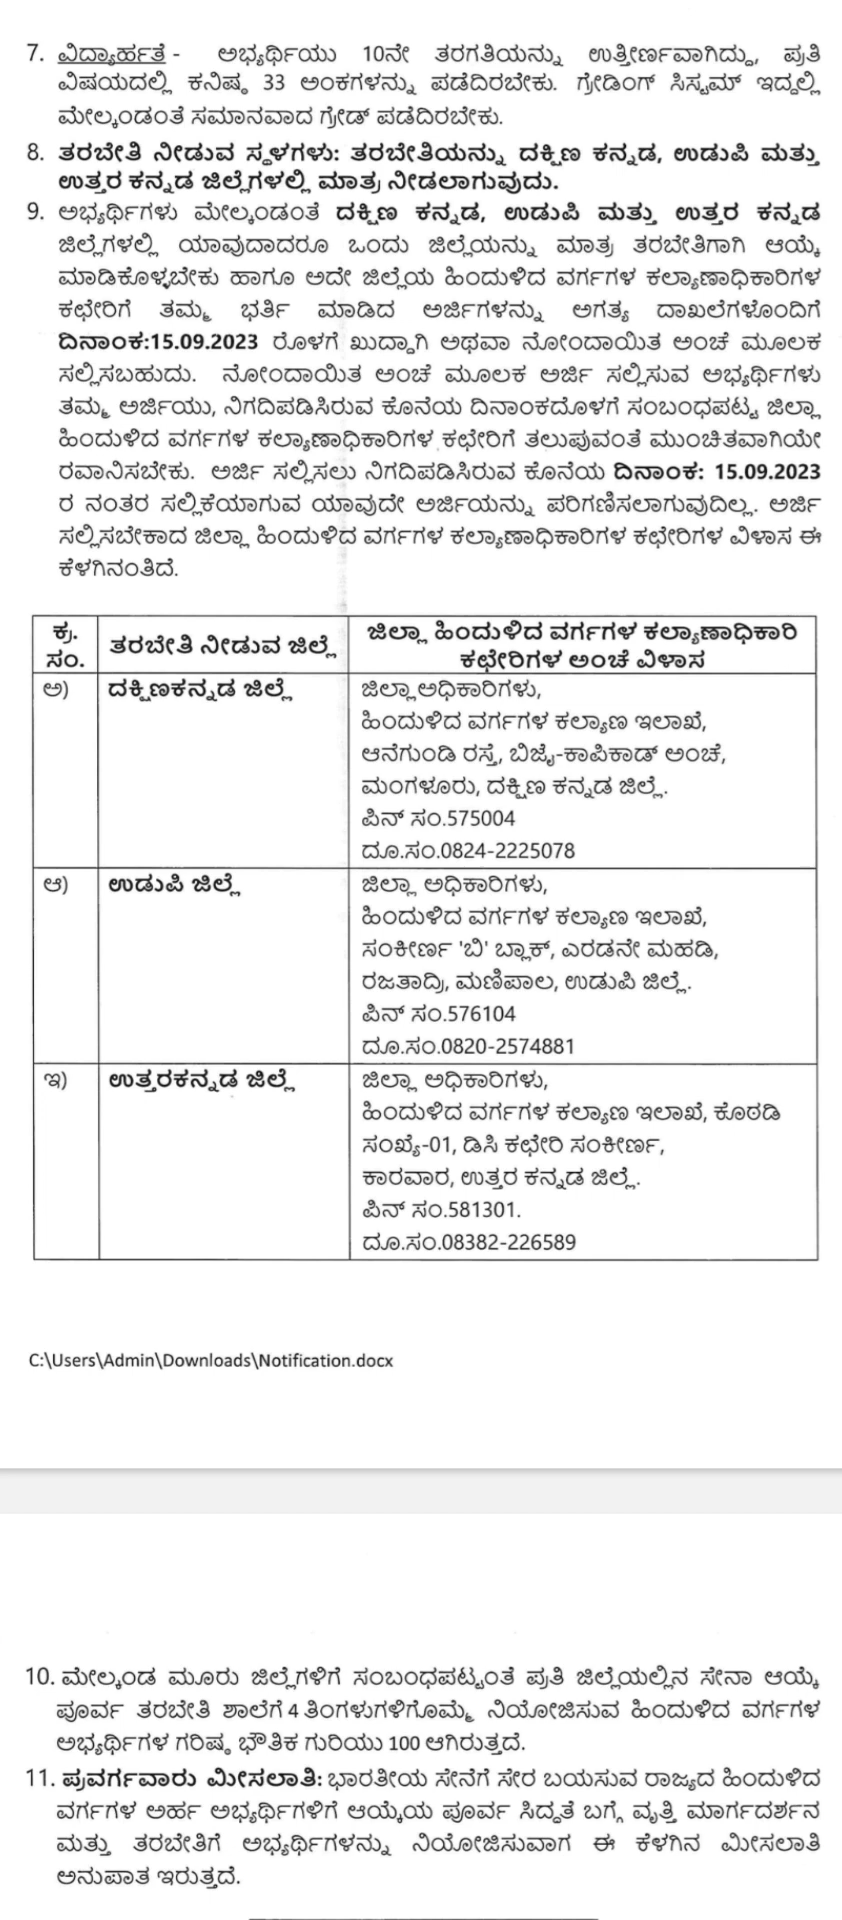 7. ವಿದ್ಯಾರ್ಹತೆ - ಅಭ್ಯರ್ಥಿಯು 10ನೇ ತರಗತಿಯನ್ನು ಉತ್ತೀರ್ಣವಾಗಿದ್ದು, ಪ್ರತಿ
ವಿಷಯದಲ್ಲಿ ಕನಿಷ್ಠ 33 ಅಂಕಗಳನ್ನು ಪಡೆದಿರಬೇಕು. ಗ್ರೇಡಿಂಗ್ ಸಿಸ್ಟಮ್ ಇದ್ದಲ್ಲಿ
ಮೇಲ್ಕಂಡಂತೆ ಸಮಾನವಾದ ಗ್ರೇಡ್ ಪಡೆದಿರಬೇಕು.
8. ತರಬೇತಿ ನೀಡುವ ಸ್ಥಳಗಳು: ತರಬೇತಿಯನ್ನು ದಕ್ಷಿಣ ಕನ್ನಡ, ಉಡುಪಿ ಮತ್ತು
ಉತ್ತರ ಕನ್ನಡ ಜಿಲ್ಲೆಗಳಲ್ಲಿ ಮಾತ್ರ ನೀಡಲಾಗುವುದು.
9. ಅಭ್ಯರ್ಥಿಗಳು ಮೇಲ್ಕಂಡಂತೆ ದಕ್ಷಿಣ ಕನ್ನಡ, ಉಡುಪಿ ಮತ್ತು ಉತ್ತರ ಕನ್ನಡ
ಜಿಲ್ಲೆಗಳಲ್ಲಿ ಯಾವುದಾದರೂ ಒಂದು ಜಿಲ್ಲೆಯನ್ನು ಮಾತ್ರ ತರಬೇತಿಗಾಗಿ ಆಯ್ಕೆ
ಮಾಡಿಕೊಳ್ಳಬೇಕು ಹಾಗೂ ಅದೇ ಜಿಲ್ಲೆಯ ಹಿಂದುಳಿದ ವರ್ಗಗಳ ಕಲ್ಯಾಣಾಧಿಕಾರಿಗಳ
ಕಛೇರಿಗೆ ತಮ್ಮ ಭರ್ತಿ ಮಾಡಿದ ಅರ್ಜಿಗಳನ್ನು ಅಗತ್ಯ ದಾಖಲೆಗಳೊಂದಿಗೆ
ದಿನಾಂಕ:15.09.2023 ರೊಳಗೆ ಖುದ್ದಾಗಿ ಅಥವಾ ನೋಂದಾಯಿತ ಅಂಚೆ ಮೂಲಕ
ಸಲ್ಲಿಸಬಹುದು. ನೋಂದಾಯಿತ ಅಂಚೆ ಮೂಲಕ ಅರ್ಜಿ ಸಲ್ಲಿಸುವ ಅಭ್ಯರ್ಥಿಗಳು
ತಮ್ಮ ಅರ್ಜಿಯು, ನಿಗದಿಪಡಿಸಿರುವ ಕೊನೆಯ ದಿನಾಂಕದೊಳಗೆ ಸಂಬಂಧಪಟ್ಟ ಜಿಲ್ಲಾ
ಹಿಂದುಳಿದ ವರ್ಗಗಳ ಕಲ್ಯಾಣಾಧಿಕಾರಿಗಳ ಕಛೇರಿಗೆ ತಲುಪುವಂತೆ ಮುಂಚಿತವಾಗಿಯೇ
ರವಾನಿಸಬೇಕು. ಅರ್ಜಿ ಸಲ್ಲಿಸಲು ನಿಗದಿಪಡಿಸಿರುವ ಕೊನೆಯ ದಿನಾಂಕ: 15.09.2023
ರ ನಂತರ ಸಲ್ಲಿಕೆಯಾಗುವ ಯಾವುದೇ ಅರ್ಜಿಯನ್ನು ಪರಿಗಣಿಸಲಾಗುವುದಿಲ್ಲ. ಅರ್ಜಿ
ಸಲ್ಲಿಸಬೇಕಾದ ಜಿಲ್ಲಾ ಹಿಂದುಳಿದ ವರ್ಗಗಳ ಕಲ್ಯಾಣಾಧಿಕಾರಿಗಳ ಕಛೇರಿಗಳ ವಿಳಾಸ ಈ
ಕೆಳಗಿನಂತಿದೆ.
ಕ್ರ. ಸಂ. ತರಬೇತಿ ನೀಡುವ ಜಿಲ್ಲೆ ಜಿಲ್ಲಾ ಹಿಂದುಳಿದ ವರ್ಗಗಳ ಕಲ್ಯಾಣಾಧಿಕಾರಿ
ಕಛೇರಿಗಳ ಅಂಚೆ ವಿಳಾಸ
ಅ) ದಕ್ಷಿಣಕನ್ನಡ ಜಿಲ್ಲೆ ಜಿಲ್ಲಾ ಅಧಿಕಾರಿಗಳು,
ಹಿಂದುಳಿದ ವರ್ಗಗಳ ಕಲ್ಯಾಣ ಇಲಾಖೆ,
ಆನೆಗುಂಡಿ ರಸ್ತೆ, ಬಿಜೈ-ಕಾಪಿಕಾಡ್ ಅಂಚೆ,
ಮಂಗಳೂರು, ದಕ್ಷಿಣ ಕನ್ನಡ ಜಿಲ್ಲೆ.
ಪಿನ್ ಸಂ.575004
ದೂ.ಸಂ.0824-2225078
ಆ) ಉಡುಪಿ ಜಿಲ್ಲೆ ಜಿಲ್ಲಾ ಅಧಿಕಾರಿಗಳು,
ಹಿಂದುಳಿದ ವರ್ಗಗಳ ಕಲ್ಯಾಣ ಇಲಾಖೆ,
ಸಂಕೀರ್ಣ 'ಬಿ' ಬ್ಲಾಕ್, ಎರಡನೇ ಮಹಡಿ,
ರಜತಾದ್ರಿ, ಮಣಿಪಾಲ, ಉಡುಪಿ ಜಿಲ್ಲೆ.
ಪಿನ್ ಸಂ.576104
ದೂ.ಸಂ.0820-2574881
ಇ) ಉತ್ತರಕನ್ನಡ ಜಿಲ್ಲೆ ಜಿಲ್ಲಾ ಅಧಿಕಾರಿಗಳು,
ಹಿಂದುಳಿದ ವರ್ಗಗಳ ಕಲ್ಯಾಣ ಇಲಾಖೆ, ಕೊಠಡಿ
ಸಂಖ್ಯೆ-01, ಡಿಸಿ ಕಛೇರಿ ಸಂಕೀರ್ಣ,
ಕಾರವಾರ, ಉತ್ತರ ಕನ್ನಡ ಜಿಲ್ಲೆ.
ಪಿನ್ ಸಂ.581301.
ದೂ.ಸಂ.08382-226589
C:\Users\Admin\Downloads\Notification.docx
10. ಮೇಲ್ಕಂಡ ಮೂರು ಜಿಲ್ಲೆಗಳಿಗೆ ಸಂಬಂಧಪಟ್ಟಂತೆ ಪ್ರತಿ ಜಿಲ್ಲೆಯಲ್ಲಿನ ಸೇನಾ ಆಯ್ಕೆ
ಪೂರ್ವ ತರಬೇತಿ ಶಾಲೆಗೆ 4 ತಿಂಗಳುಗಳಿಗೊಮ್ಮೆ ನಿಯೋಜಿಸುವ ಹಿಂದುಳಿದ ವರ್ಗಗಳ
ಅಭ್ಯರ್ಥಿಗಳ ಗರಿಷ್ಠ ಭೌತಿಕ ಗುರಿಯು 100 ಆಗಿರುತ್ತದೆ.
11. ಪ್ರವರ್ಗವಾರು ಮೀಸಲಾತಿ: ಭಾರತೀಯ ಸೇನೆಗೆ ಸೇರ ಬಯಸುವ ರಾಜ್ಯದ ಹಿಂದುಳಿದ
ವರ್ಗಗಳ ಅರ್ಹ ಅಭ್ಯರ್ಥಿಗಳಿಗೆ ಆಯ್ಕೆಯ ಪೂರ್ವ ಸಿದ್ಧತೆ ಬಗ್ಗೆ ವೃತ್ತಿ ಮಾರ್ಗದರ್ಶನ
ಮತ್ತು ತರಬೇತಿಗೆ ಅಭ್ಯರ್ಥಿಗಳನ್ನು ನಿಯೋಜಿಸುವಾಗ ಈ ಕೆಳಗಿನ ಮೀಸಲಾತಿ
ಅನುಪಾತ ಇರುತ್ತದೆ.